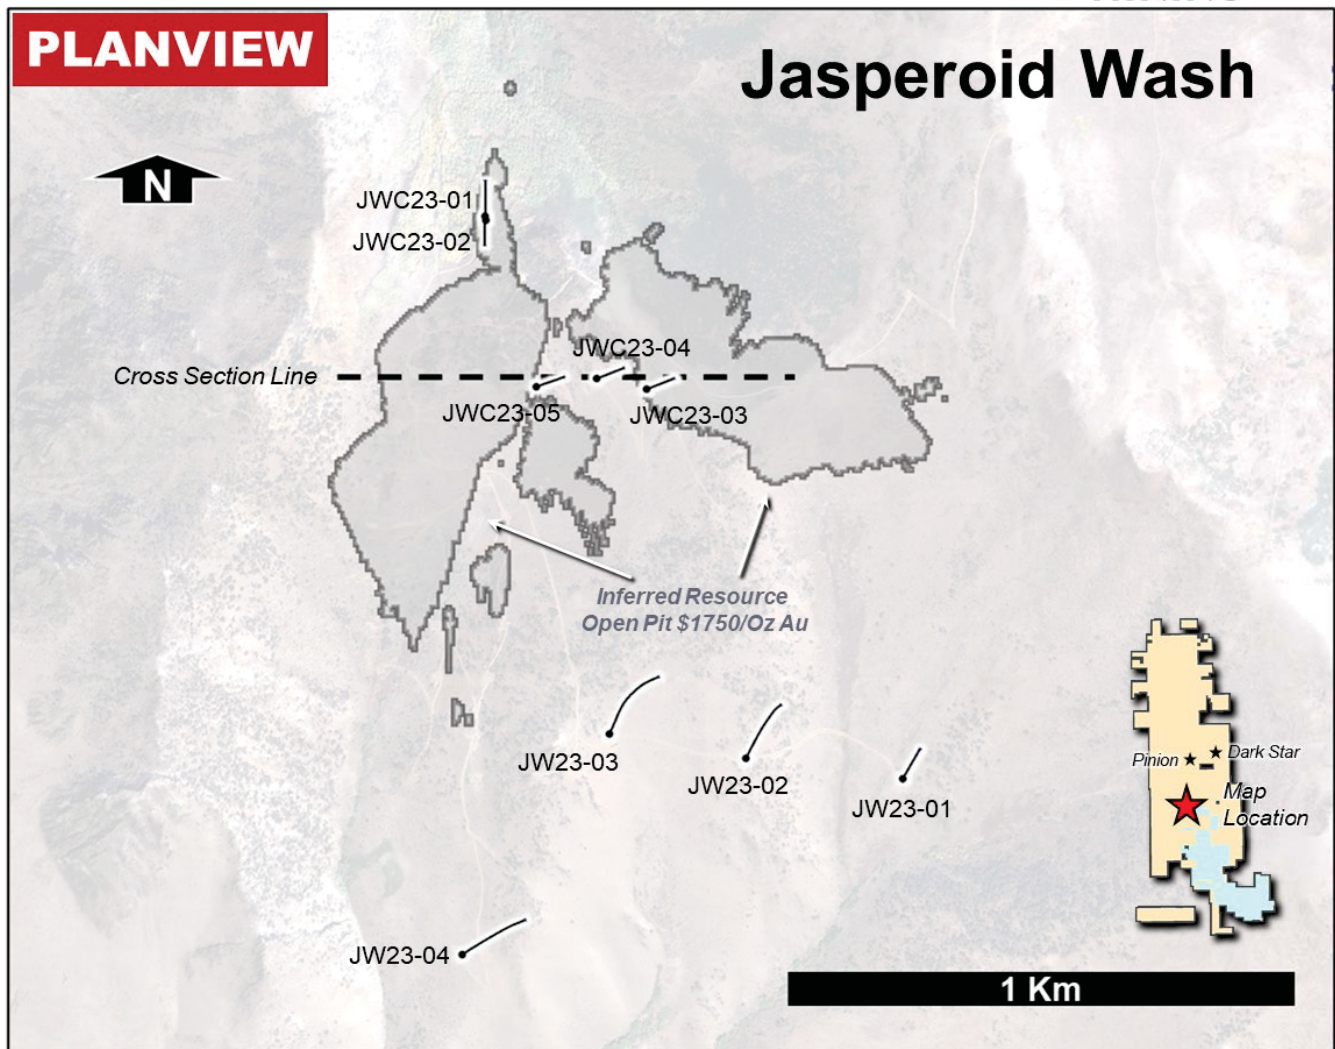 PLANVIEW
Jasperoid Wash
N
JWC23-01
JWC23-02
JWC23-04
Cross Section Line
JWC23-05
JWC23-03
Inferred Resource
Open Pit $1750/Oz Au
JW23-03
JW23-02
JW23-01
JW23-04
Pinion
Dark Star
Map
Location
1 Km